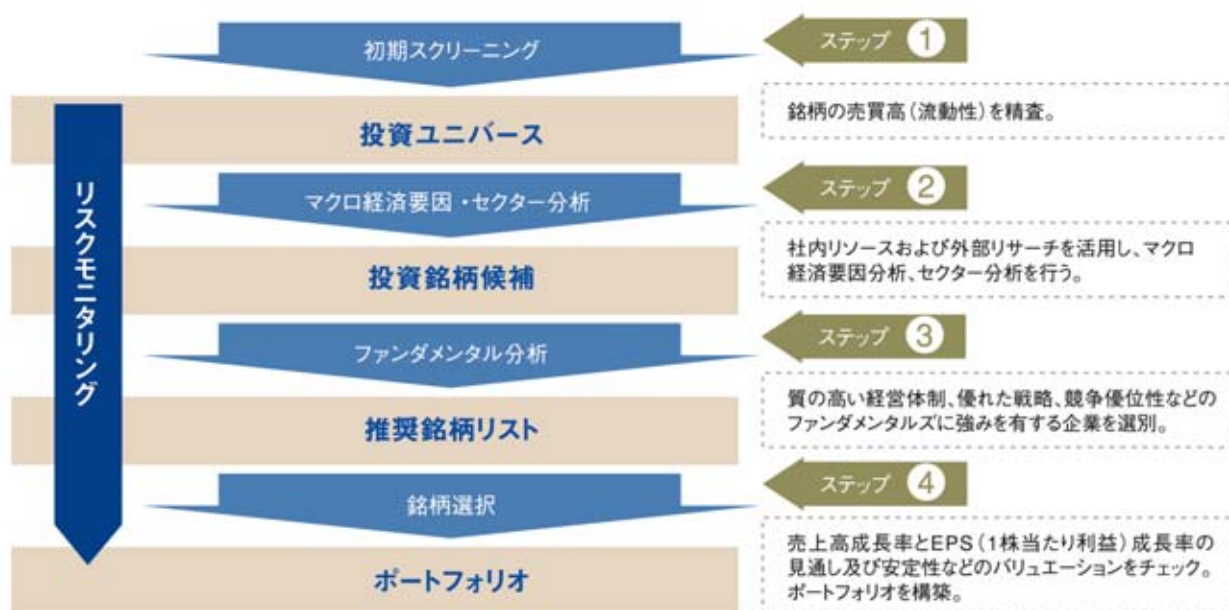 初期スクリーニング
ステップ 1
銘柄の売買高(流動性)を精査。
投資ユニバース
リスクモニタリング
マクロ経済要因・セクター分析
ステップ 2
社内リソースおよび外部リサーチを活用し、マクロ
経済要因分析、セクター分析を行う。
投資銘柄候補
ファンダメンタル分析
ステップ 3
質の高い経営体制、優れた戦略、競争優位性などの
ファンダメンタルズに強みを有する企業を選別。
推奨銘柄リスト
銘柄選択
ステップ 4
売上高成長率とEPS(1株当たり利益)成長率の
見通し及び安定性などのバリュエーションをチェック。
ポートフォリオを構築。
ポートフォリオ